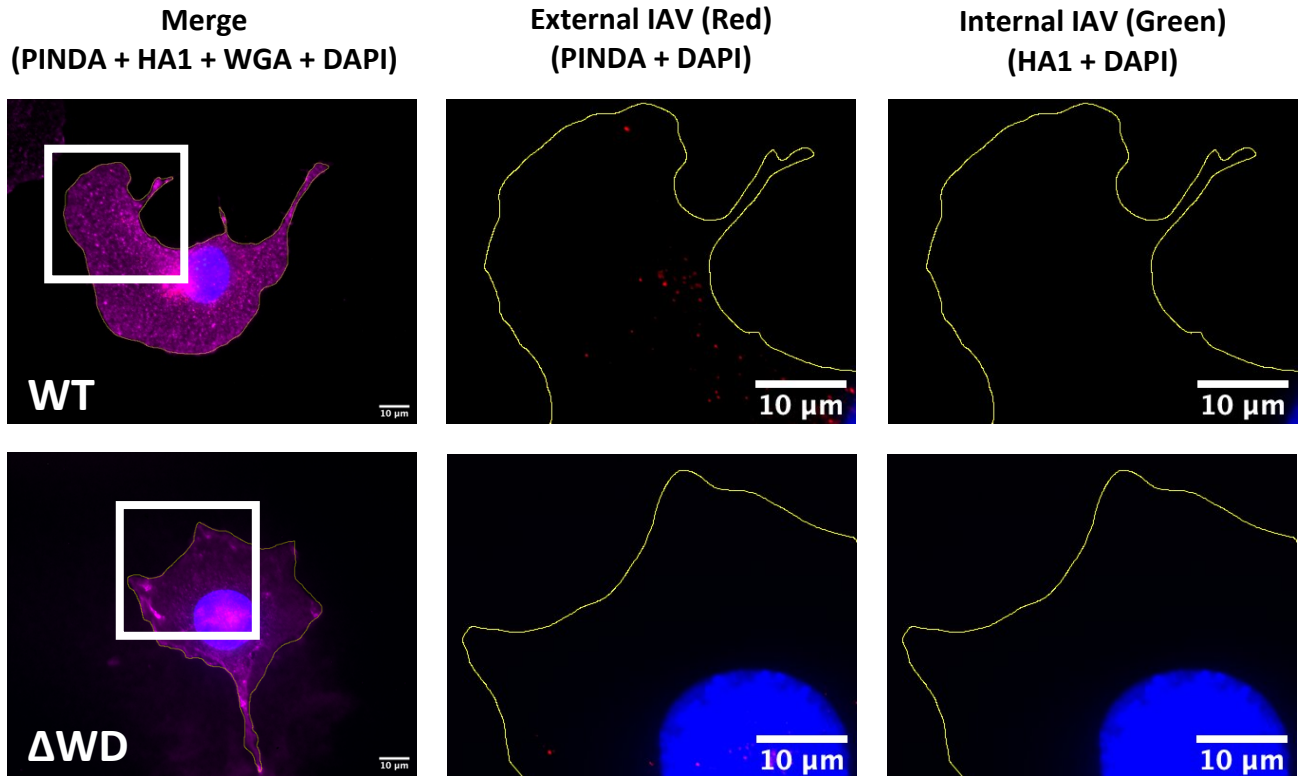 Merge
(PINDA + HA1 + WGA + DAPI)
External IAV (Red)
(PINDA + DAPI)
Internal IAV (Green)
(HA1 + DAPI)
WT
10 µm
10 µm
10 µm
ΔWD
10 µm
10 µm
10 µm